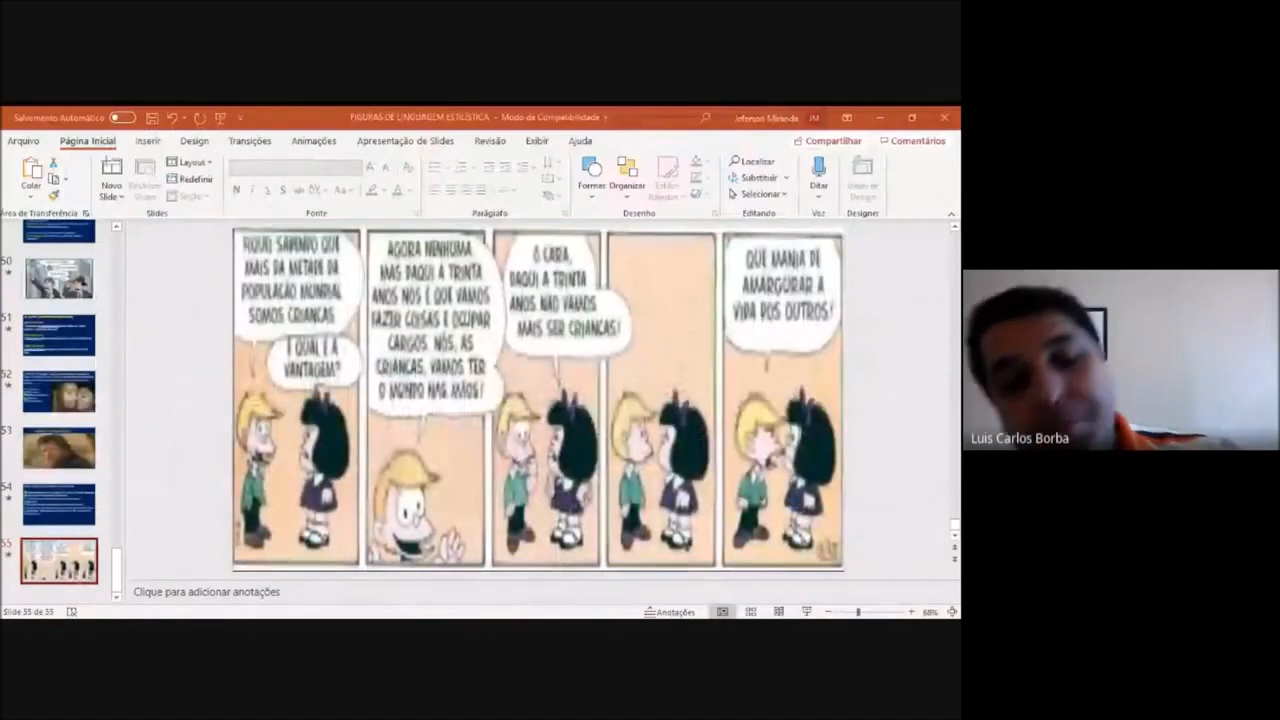 Salvamento Automático
FIGURAS DE LINGUAGEM ESTILÍSTICA - Modo de Compatibilidade
Jeferson Miranda
JM
Arquivo
Página Inicial
Inserir
Design
Transições
Animações
Apresentação de Slides
Revisão
Exibir
Ajuda
Compartilhar
Comentários
Colar
Novo
Slide
Layout
Redefinir
Seção
Formas
Organizar
Estilos
Localizar
Substituir
Selecionar
Ditar
Ideias de
Design
Área de Transferência
Slides
Fonte
Parágrafo
Desenho
Editando
Voz
Designer
50
51
52
53
54
55
FIQUEI SABENDO QUE
MAIS DA METADE DA
POPULAÇÃO MUNDIAL
SOMOS CRIANÇAS
E QUAL É A
VANTAGEM?
AGORA NENHUMA
MAS DAQUI A TRINTA
ANOS NÓS É QUE VAMOS
FAZER COISAS E OCUPAR
CARGOS. NÓS, AS
CRIANÇAS, VAMOS TER
O MUNDO NAS MÃOS!
Ô CARA,
DAQUI A TRINTA
ANOS NÃO VAMOS
MAIS SER CRIANÇAS!
QUE MANIA DE
AMARGURAR A
VIDA DOS OUTROS!
Clique para adicionar anotações
Slide 55 de 55
Anotações
68%
Luis Carlos Borba